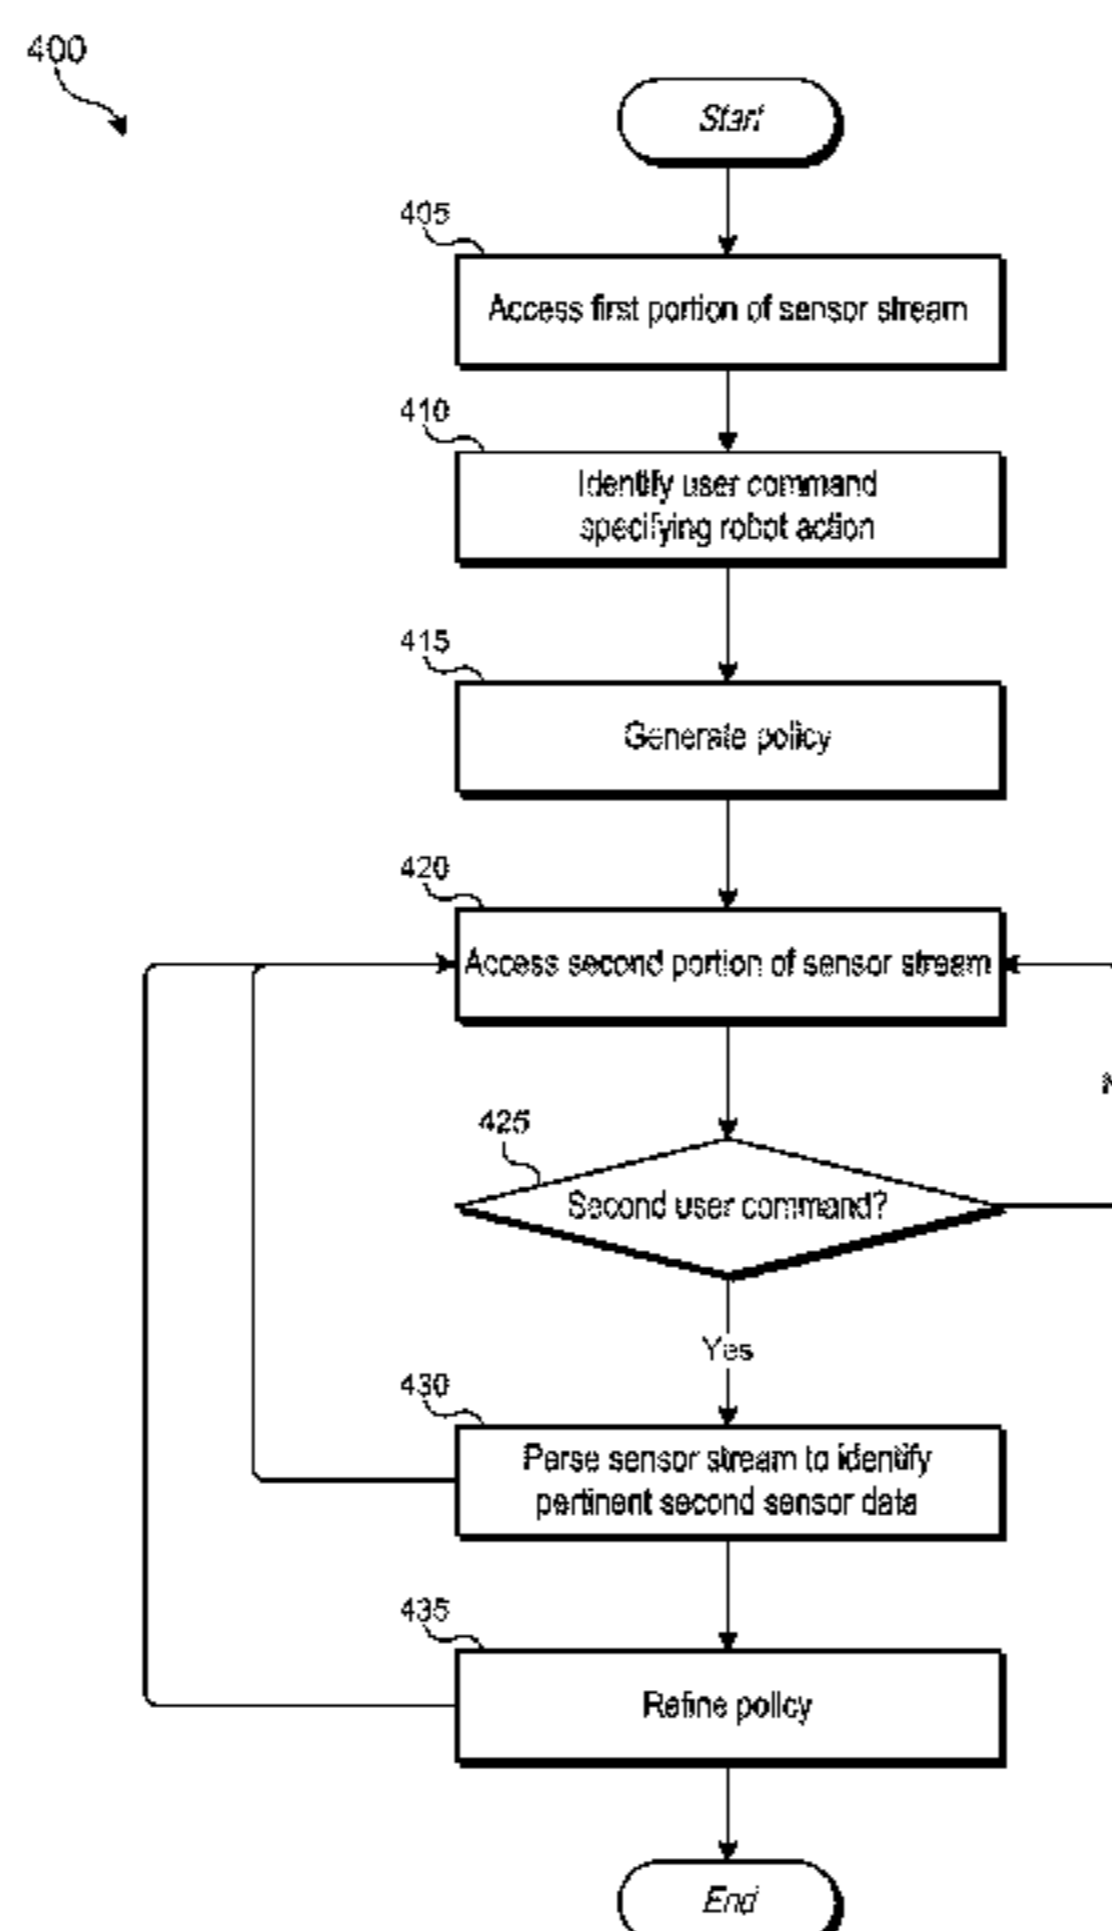 400
Start
405
Access first portion of sensor stream
410
Identify user command
specifying robot action
415
Generate policy
420
Access second portion of sensor stream
425
Second user command?
Yes
430
Parse sensor stream to identify
pertinent second sensor data
435
Refine policy
End